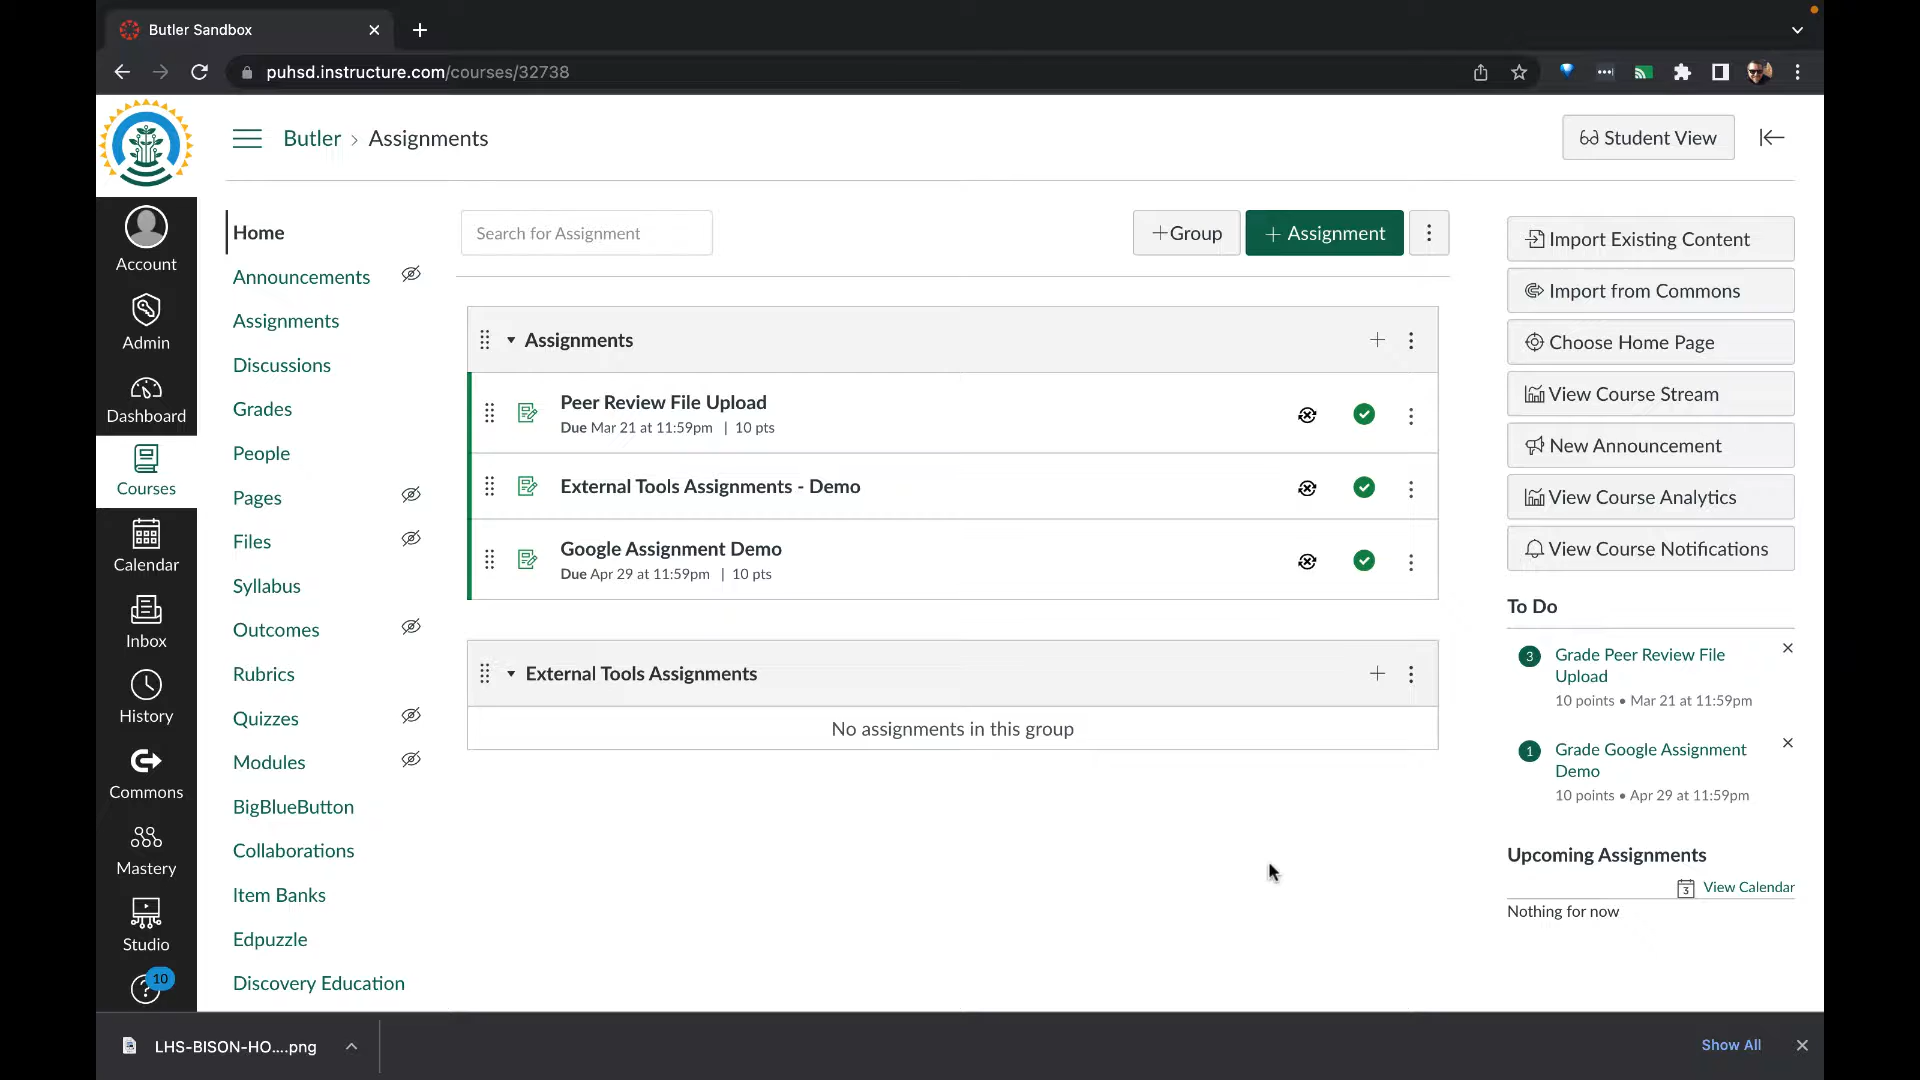 Butler Sandbox
puhsd.instructure.com/courses/32738
Butler › Assignments
Student View
Account
Admin
Dashboard
Courses
Calendar
Inbox
History
Commons
Mastery
Studio
10
Home
Announcements
Assignments
Discussions
Grades
People
Pages
Files
Syllabus
Outcomes
Rubrics
Quizzes
Modules
BigBlueButton
Collaborations
Item Banks
Edpuzzle
Discovery Education
Search for Assignment
+Group
+ Assignment
Assignments
Peer Review File Upload
Due Mar 21 at 11:59pm | 10 pts
External Tools Assignments - Demo
Google Assignment Demo
Due Apr 29 at 11:59pm | 10 pts
External Tools Assignments
No assignments in this group
Import Existing Content
Import from Commons
Choose Home Page
View Course Stream
New Announcement
View Course Analytics
View Course Notifications
To Do
3 Grade Peer Review File
Upload
10 points • Mar 21 at 11:59pm
1 Grade Google Assignment
Demo
10 points • Apr 29 at 11:59pm
Upcoming Assignments
3 View Calendar
Nothing for now
LHS-BISON-HO....png
Show All